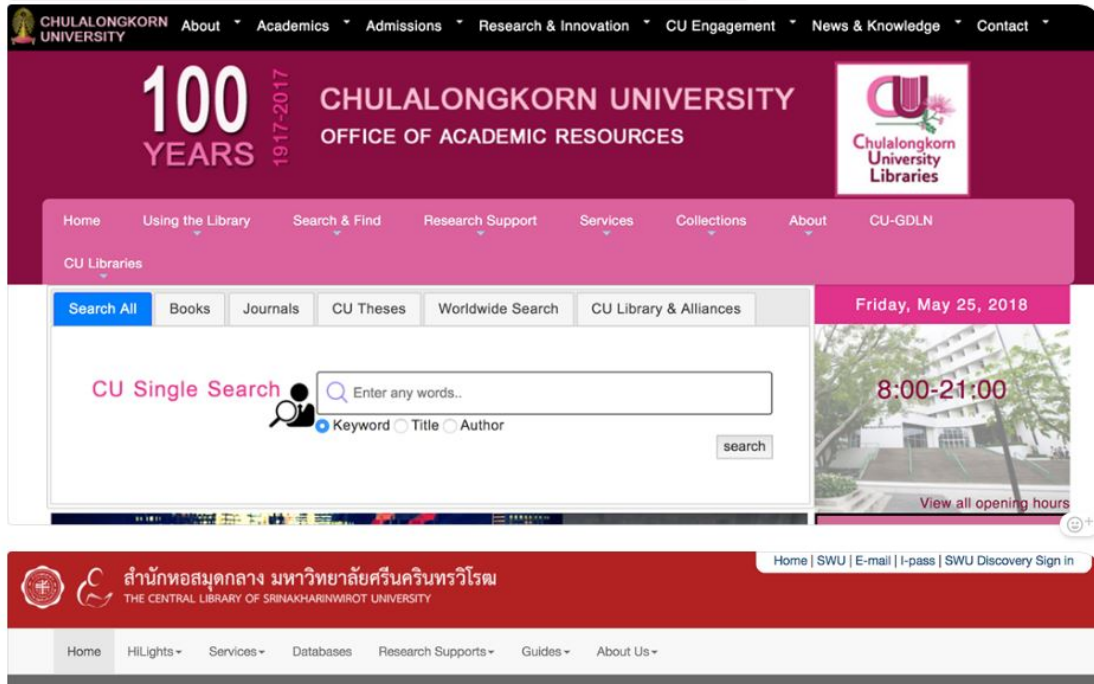 CHULALONGKORN UNIVERSITY
About Academics Admissions Research & Innovation CU Engagement News & Knowledge Contact
100 YEARS
1917-2017
CHULALONGKORN UNIVERSITY
OFFICE OF ACADEMIC RESOURCES
CU
Chulalongkorn
University
Libraries
Home Using the Library Search & Find Research Support Services Collections About CU-GDLN
CU Libraries
Search All Books Journals CU Theses Worldwide Search CU Library & Alliances
Friday, May 25, 2018
CU Single Search
Enter any words..
Keyword Title Author
search
8:00-21:00
View all opening hours
Home | SWU | E-mail | I-pass | SWU Discovery Sign in
สำนักหอสมุดกลาง มหาวิทยาลัยศรีนครินทรวิโรฒ
THE CENTRAL LIBRARY OF SRINAKHARINWIROT UNIVERSITY
Home HiLights Services Databases Research Supports Guides About Us